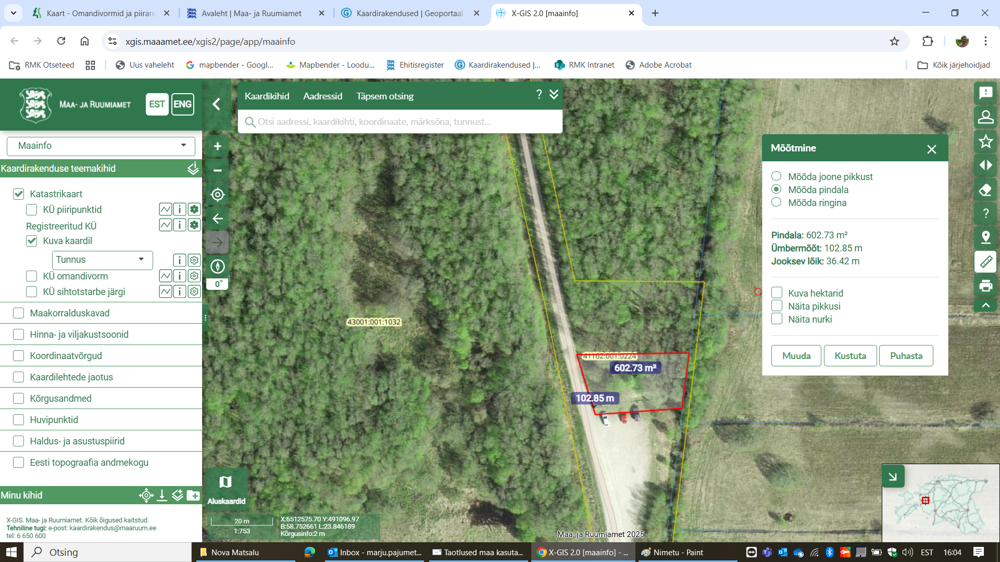 Kaart - Omandivormid ja piirang
Avaleht | Maa- ja Ruumiamet
Kaardirakendused | Geoportaal
X-GIS 2.0 [maainfo]
xgis.maaamet.ee/xgis2/page/app/maainfo
RMK Otseteed
Uus vaheleht
mapbender - Googl...
Mapbender - Loodu...
Ehitisregister
Kaardirakendused |...
RMK Intranet
Adobe Acrobat
Kõik järjehoidjad
MAA- JA RUUMIAMET
EST
ENG
Maainfo
Kaardirakenduse teemakihid
Katastrikaart
KÜ piiripunktid
Registreeritud KÜ
Kuva kaardil
Tunnus
KÜ omandivorm
KÜ sihtotstarbe järgi
Maakorralduskavad
Hinna- ja viljakustsoonid
Koordinaatvõrgud
Kaardilehtede jaotus
Kõrgusandmed
Huvipunktid
Haldus- ja asustuspiirid
Eesti topograafia andmekogu
Minu kihid
X-GIS. Maa- ja Ruumiamet. Kõik õigused kaitstud.
Tehniline tugi: e-post: kaardirakendus@maaruum.ee
tel: 6 650 600
Kaardikihid
Aadressid
Täpsem otsing
?
Otsi aadressi, kaardikihti, koordinaate, märksõna, tunnust...
0°
43001:001:1032
41102:001:0224
602.73 m²
102.85 m
Mõõtmine
Mõõda joone pikkust
Mõõda pindala
Mõõda ringina
Pindala: 602.73 m²
Ümbermõõt: 102.85 m
Jooksev lõik: 36.42 m
Kuva hektarid
Näita pikkusi
Näita nurki
Muuda
Kustuta
Puhasta
?
Aluskaardid
20 m
1:753
X:6512575.70 Y:491096.97
B:58.752661 L:23.846189
Kõrgusinfo:2 m
Maa- ja Ruumiamet 2025
Otsing
Nova Matsalu
Inbox - marju.pajumet...
Taotlused maa kasuta...
X-GIS 2.0 [maainfo] - ...
Nimetu - Paint
EST
16:04